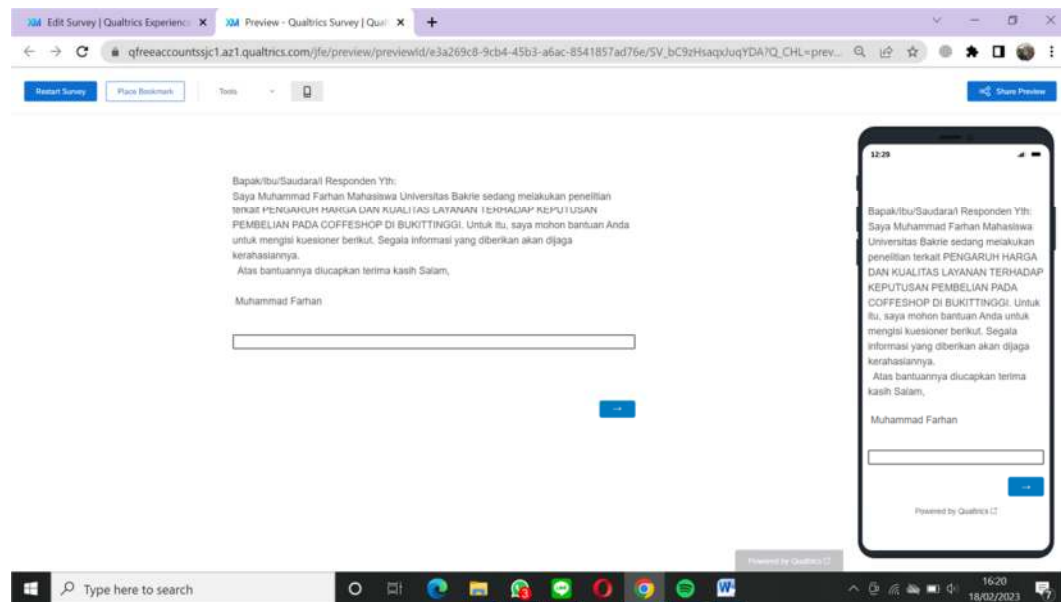 Edit Survey | Qualtrics Experience
Preview - Qualtrics Survey | Qual
qfreeaccountssjc1.az1.qualtrics.com/jfe/preview/previewId/e3a269c8-9cb4-45b3-a6ac-8541857ad76e/SV_bC9zHsaqxJuqYDA?Q_CHL=prev...
Restart Survey
Place Bookmark
Tools
Share Preview
Bapak/Ibu/Saudara/i Responden Yth:
Saya Muhammad Farhan Mahasiswa Universitas Bakrie sedang melakukan penelitian
terkait PENGARUH HARGA DAN KUALITAS LAYANAN TERHADAP KEPUTUSAN
PEMBELIAN PADA COFFESHOP DI BUKITTINGGI. Untuk itu, saya mohon bantuan Anda
untuk mengisi kuesioner berikut. Segala informasi yang diberikan akan dijaga
kerahasiannya.
Atas bantuannya diucapkan terima kasih Salam,
Muhammad Farhan
→
Powered by Qualtrics
12:29
Bapak/Ibu/Saudara/i Responden Yth:
Saya Muhammad Farhan Mahasiswa
Universitas Bakrie sedang melakukan
penelitian terkait PENGARUH HARGA
DAN KUALITAS LAYANAN TERHADAP
KEPUTUSAN PEMBELIAN PADA
COFFESHOP DI BUKITTINGGI. Untuk
itu, saya mohon bantuan Anda untuk
mengisi kuesioner berikut. Segala
informasi yang diberikan akan dijaga
kerahasiannya.
Atas bantuannya diucapkan terima
kasih Salam,
Muhammad Farhan
→
Powered by Qualtrics
Type here to search
16:20
18/02/2023